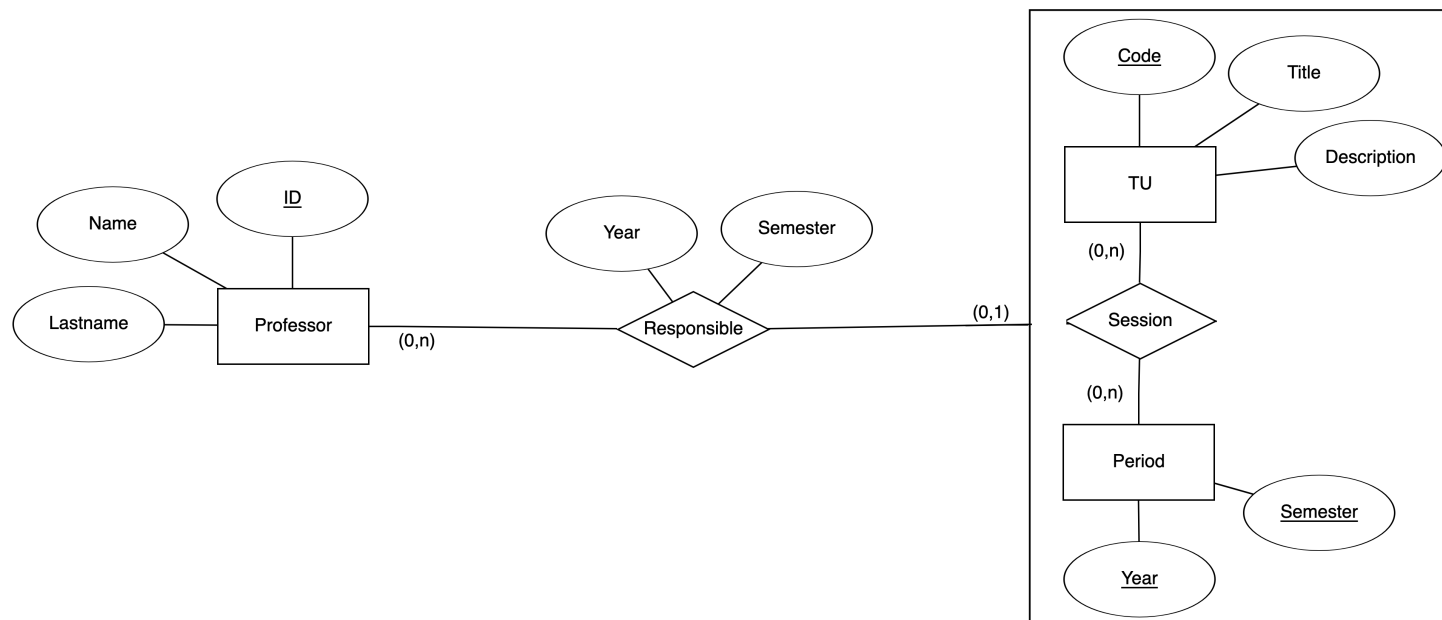 Code
Title
Description
TU
(0,n)
Name
ID
Lastname
Professor
(0,n)
Year
Semester
Responsible
(0,1)
Session
(0,n)
Period
Semester
Year